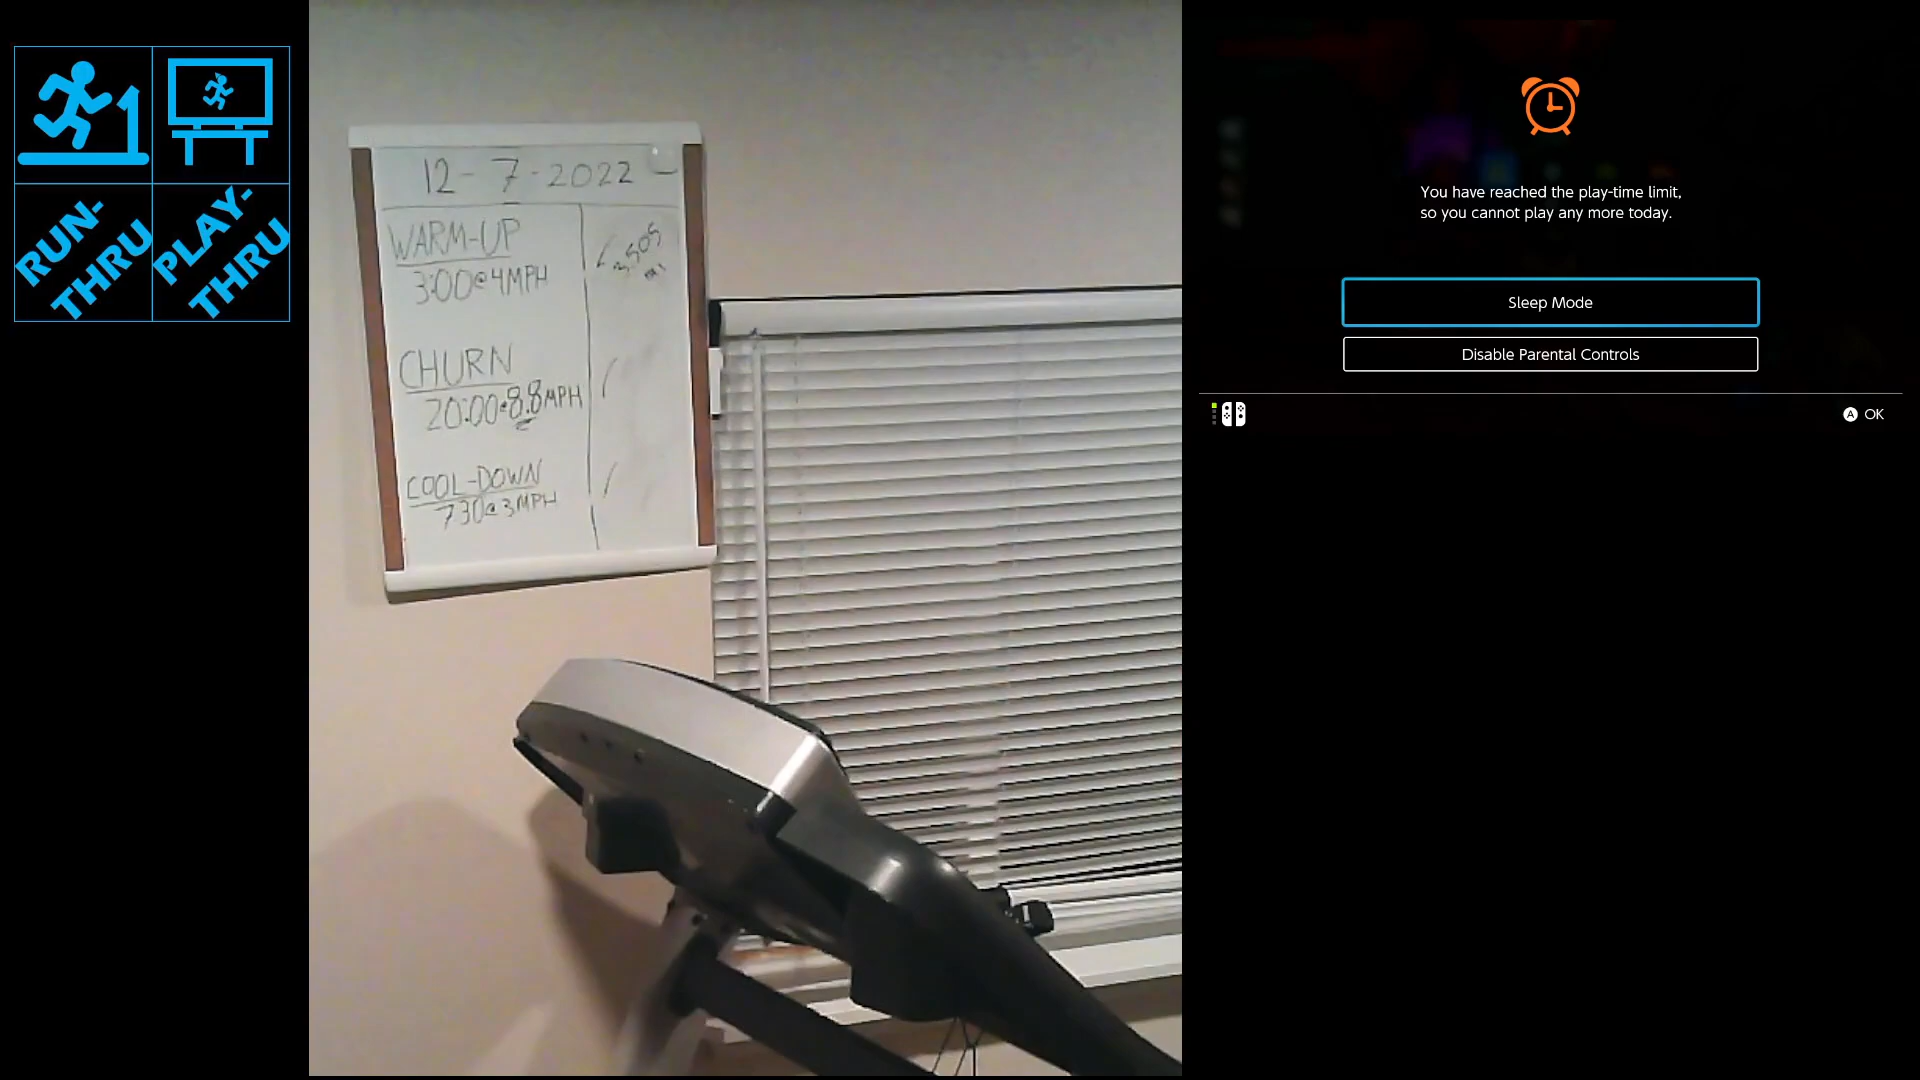 RUN-
THRU
PLAY-
THRU
12-7-2022
WARM-UP
3:00@4MPH
CHURN
20:00@8.8MPH
COOL-DOWN
730@3MPH
You have reached the play-time limit,
so you cannot play any more today.
Sleep Mode
Disable Parental Controls
A OK